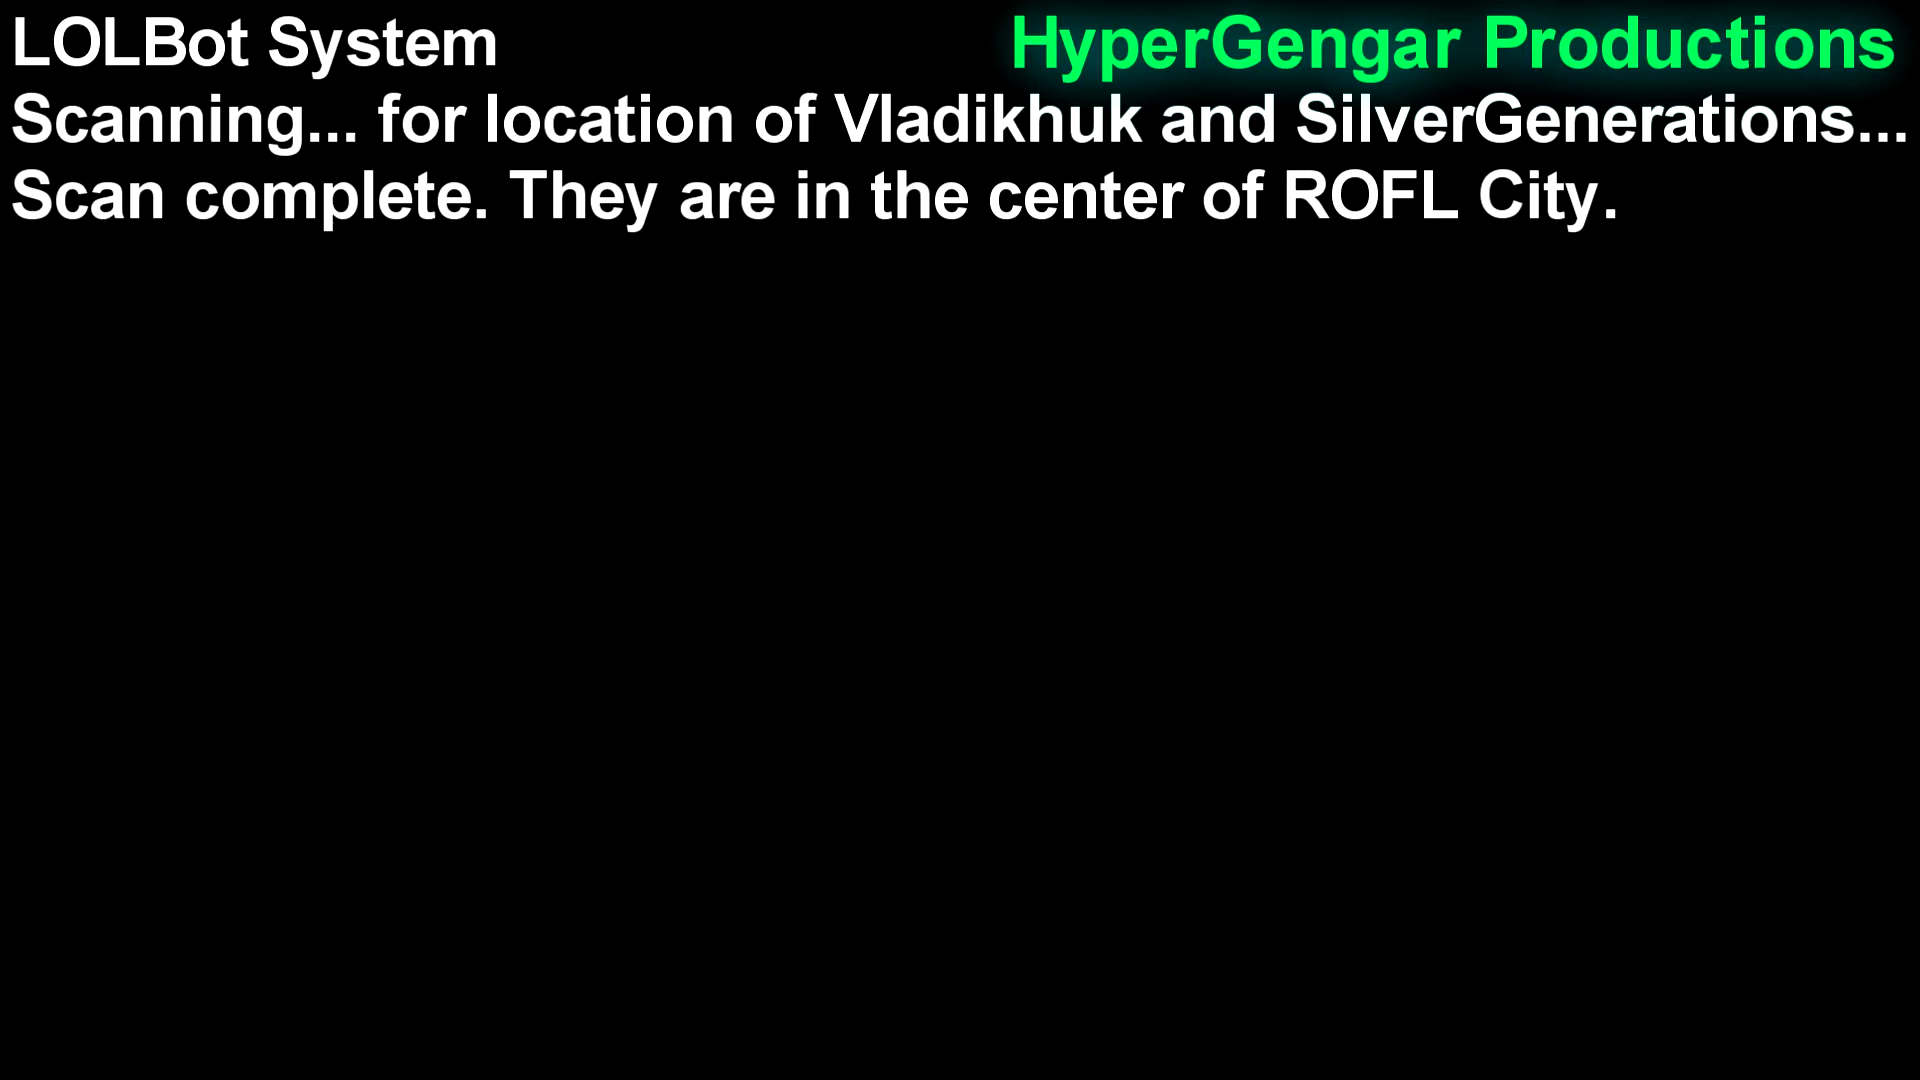 LOLBot System
HyperGengar Productions
Scanning... for location of Vladikhuk and SilverGenerations...
Scan complete. They are in the center of ROFL City.